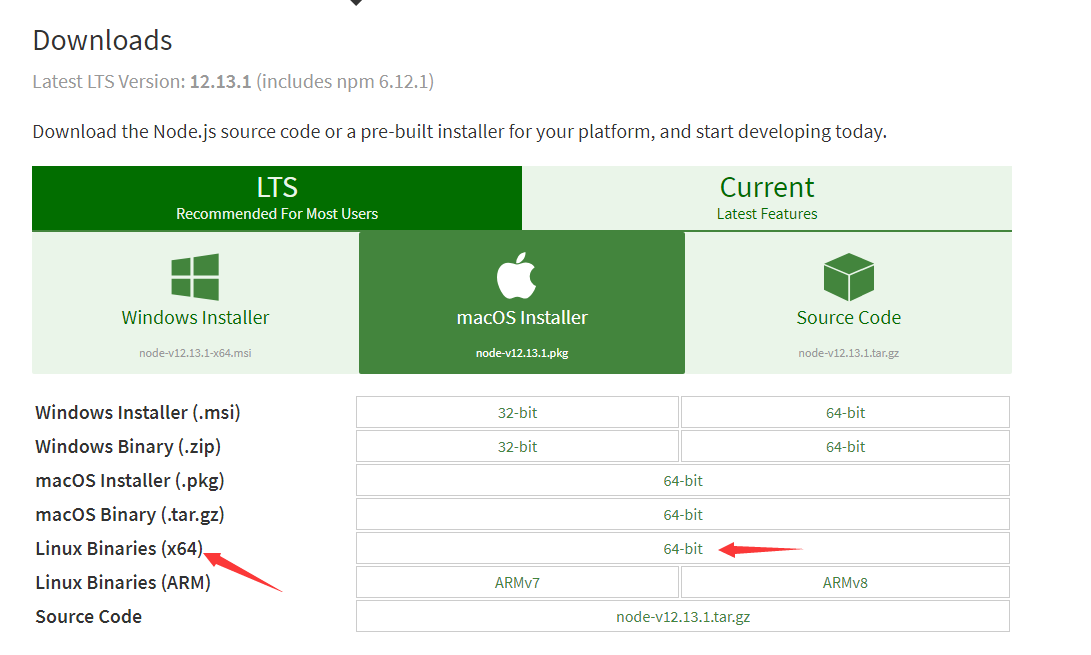 Downloads
Latest LTS Version: 12.13.1 (includes npm 6.12.1)
Download the Node.js source code or a pre-built installer for your platform, and start developing today.
LTS
Recommended For Most Users
Current
Latest Features
Windows Installer
node-v12.13.1-x64.msi
macOS Installer
node-v12.13.1.pkg
Source Code
node-v12.13.1.tar.gz
Windows Installer (.msi) 32-bit 64-bit
Windows Binary (.zip) 32-bit 64-bit
macOS Installer (.pkg) 64-bit
macOS Binary (.tar.gz) 64-bit
Linux Binaries (x64) 64-bit
Linux Binaries (ARM) ARMv7 ARMv8
Source Code node-v12.13.1.tar.gz